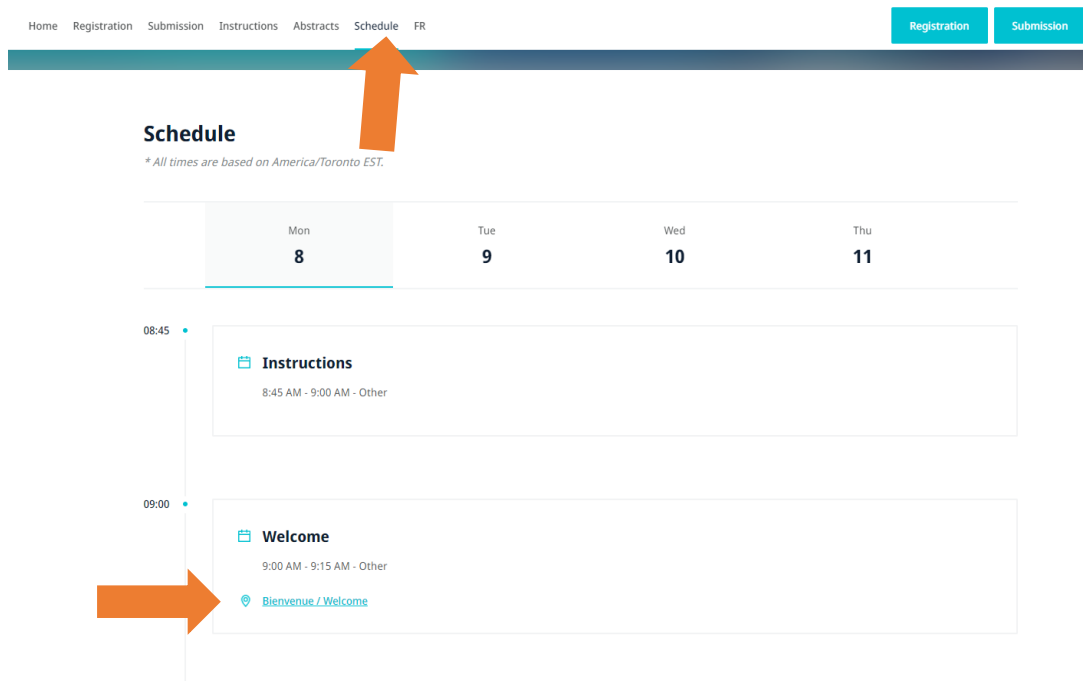 Home Registration Submission Instructions Abstracts Schedule FR Registration Submission
Schedule
* All times are based on America/Toronto EST.
Mon Tue Wed Thu
8 9 10 11
08:45
Instructions
8:45 AM - 9:00 AM - Other
09:00
Welcome
9:00 AM - 9:15 AM - Other
Bienvenue / Welcome